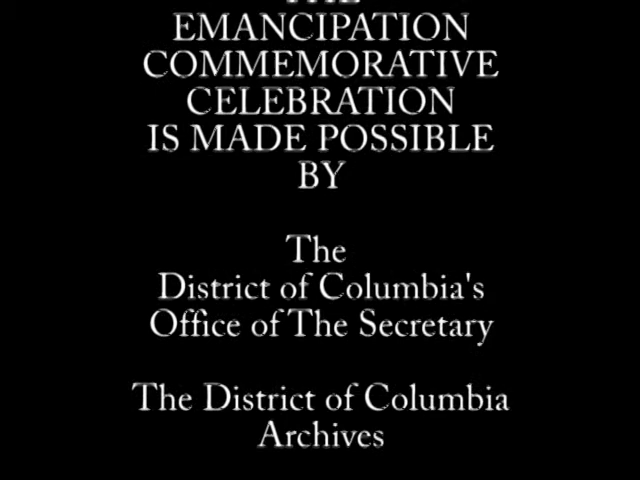 THE
EMANCIPATION
COMMEMORATIVE
CELEBRATION
IS MADE POSSIBLE
BY
The
District of Columbia's
Office of The Secretary
The District of Columbia
Archives